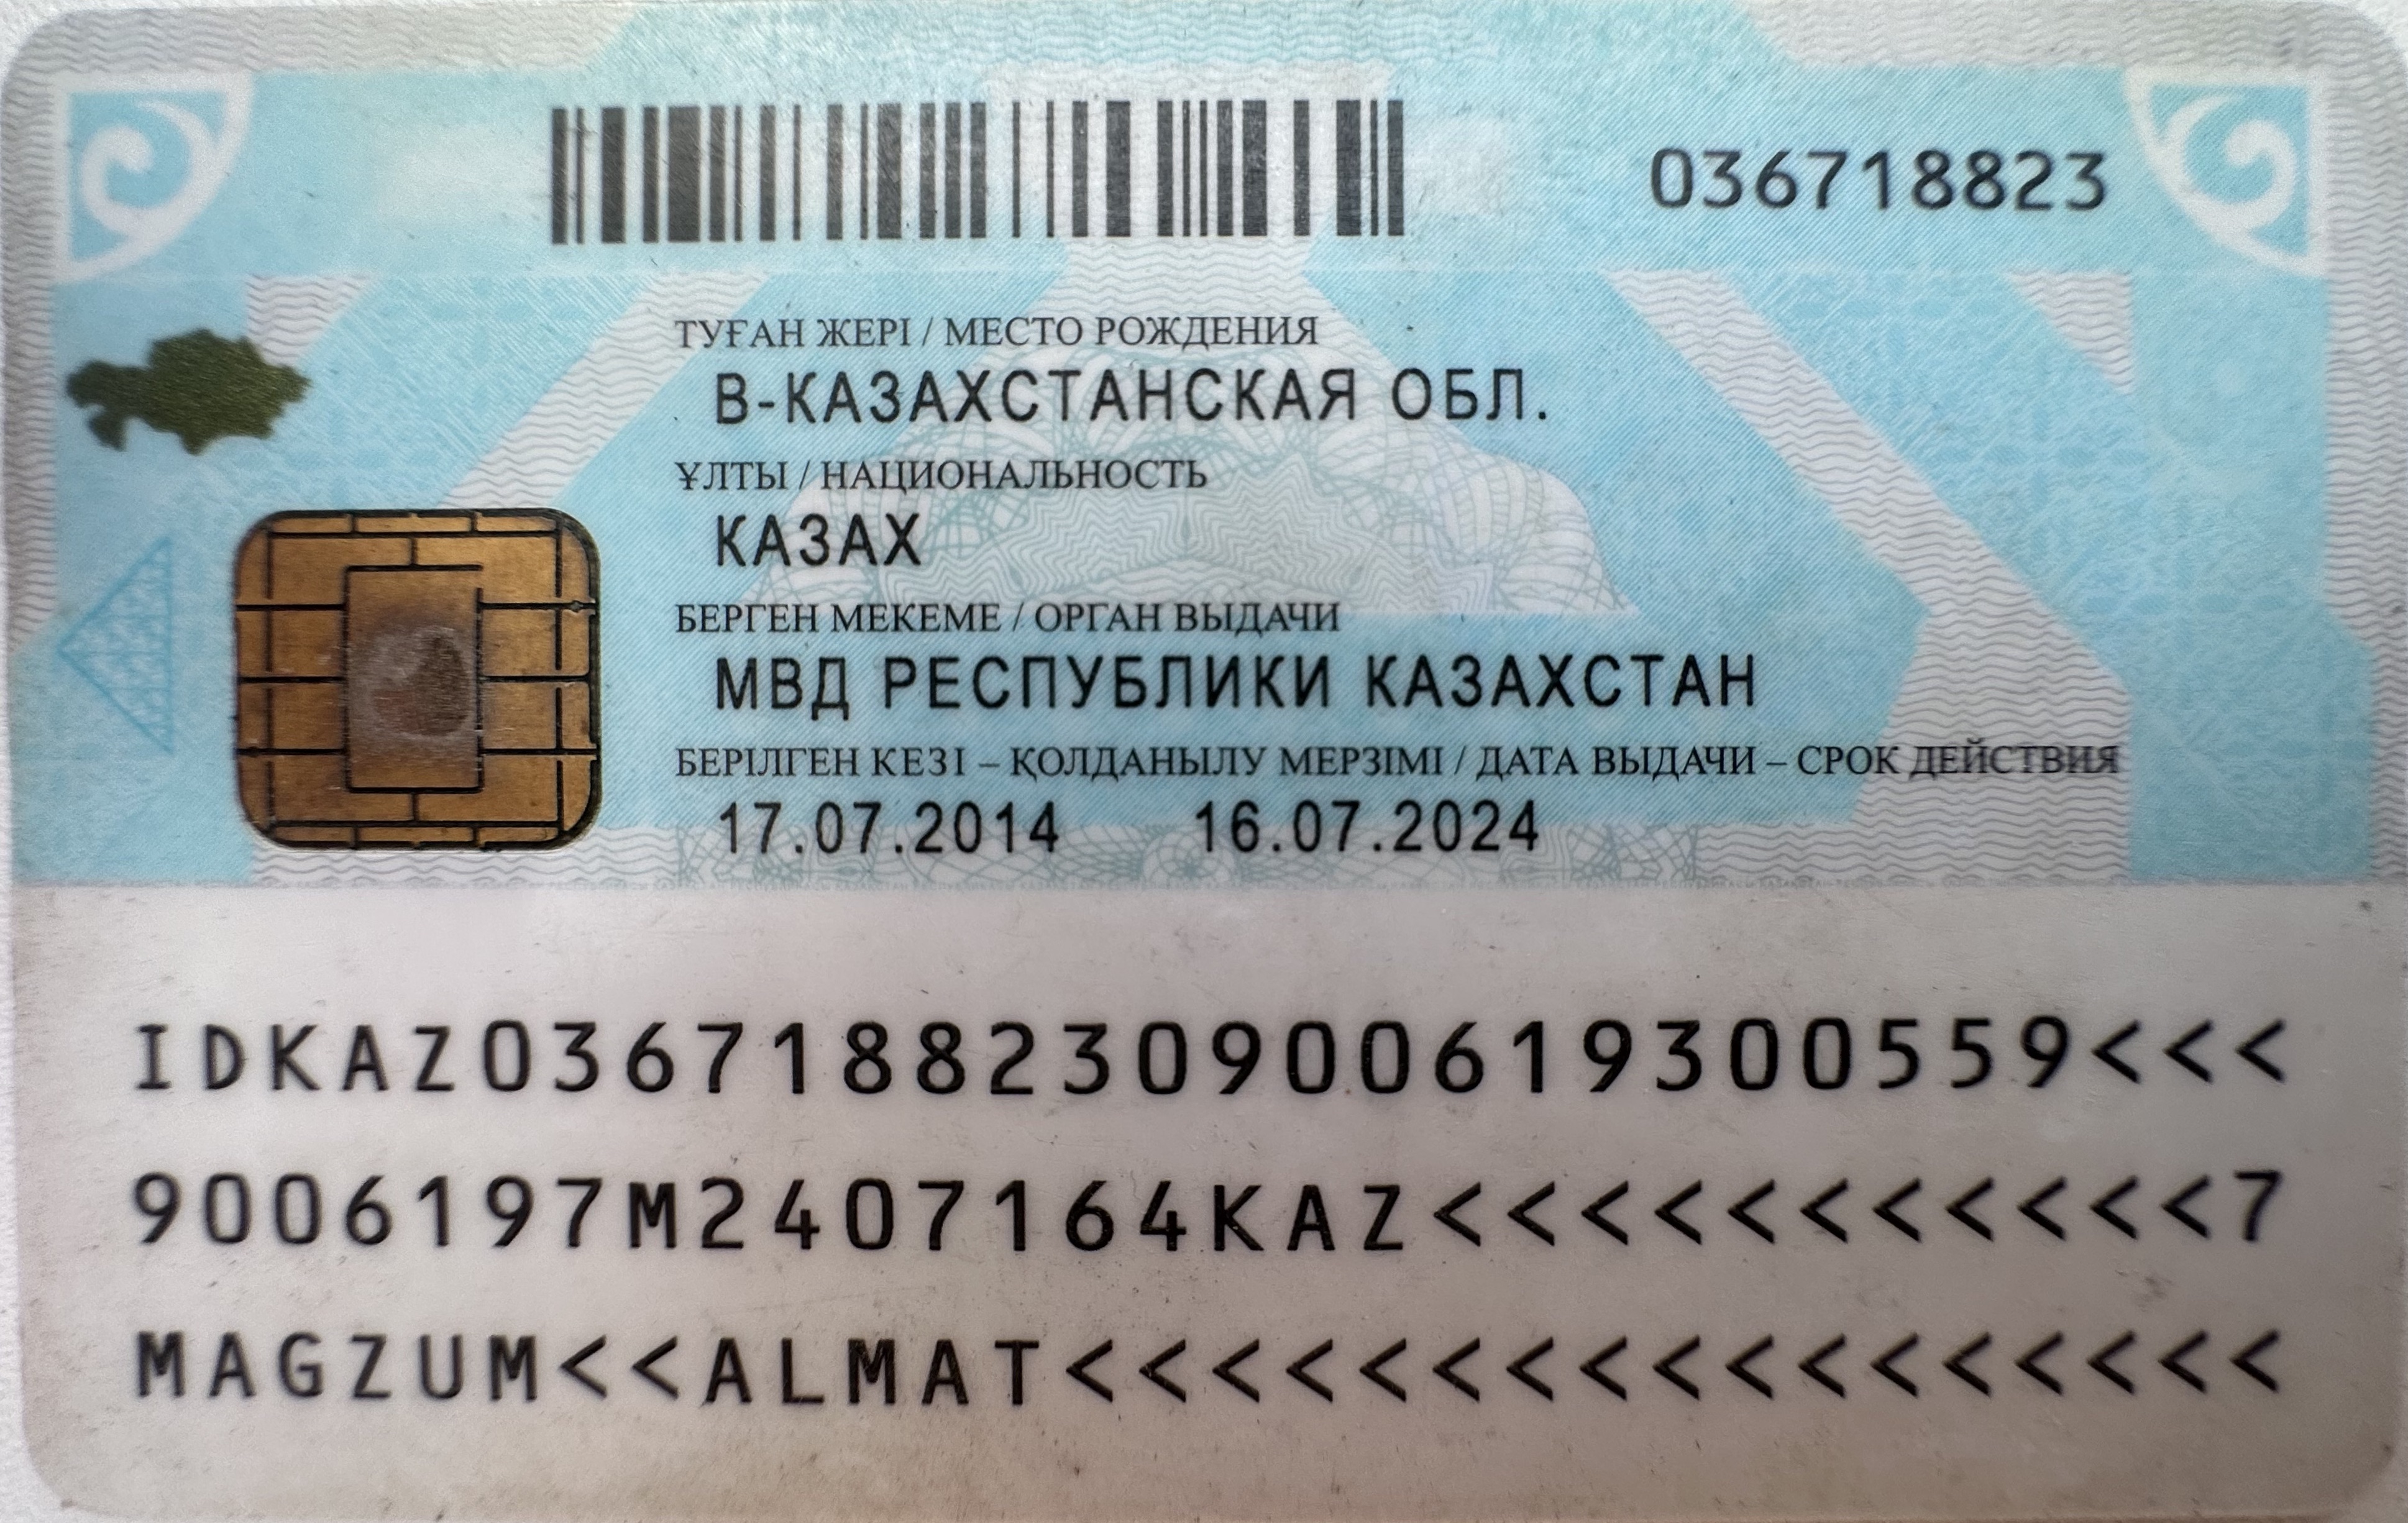 036718823
ТУҒАН ЖЕРІ / МЕСТО РОЖДЕНИЯ
В-КАЗАХСТАНСКАЯ ОБЛ.
ҰЛТЫ / НАЦИОНАЛЬНОСТЬ
КАЗАХ
БЕРГЕН МЕКЕМЕ / ОРГАН ВЫДАЧИ
МВД РЕСПУБЛИКИ КАЗАХСТАН
БЕРІЛГЕН КЕЗІ – ҚОЛДАНЫЛУ МЕРЗІМІ / ДАТА ВЫДАЧИ – СРОК ДЕЙСТВИЯ
17.07.2014 16.07.2024
IDKAZ0367188230900619300559<<<
9006197M2407164KAZ<<<<<<<<<<<7
MAGZUM<<ALMAT<<<<<<<<<<<<<<<<<